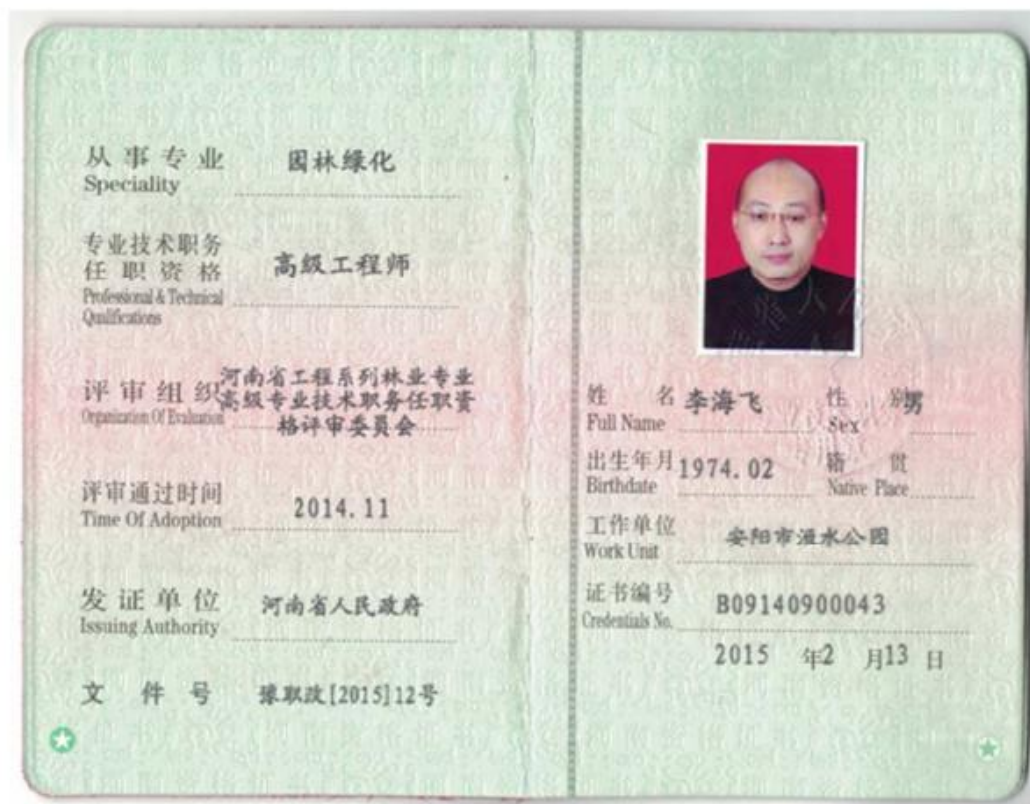 从事专业 园林绿化
Speciality
专业技术职务
任职资格 高级工程师
Professional & Technical
Qualifications
河南省工程系列林业专业
评审组织 高级专业技术职务任职资
Organization Of Evaluation 格评审委员会
评审通过时间 2014.11
Time Of Adoption
发证单位 河南省人民政府
Issuing Authority
文件号 豫职改[2015]12号
姓名 李海飞 性别 男
Full Name Sex
出生年月 1974.02 籍贯
Birthdate Native Place
工作单位 安阳市洹水公园
Work Unit
证书编号 B09140900043
Credentials No.
2015 年2 月13 日